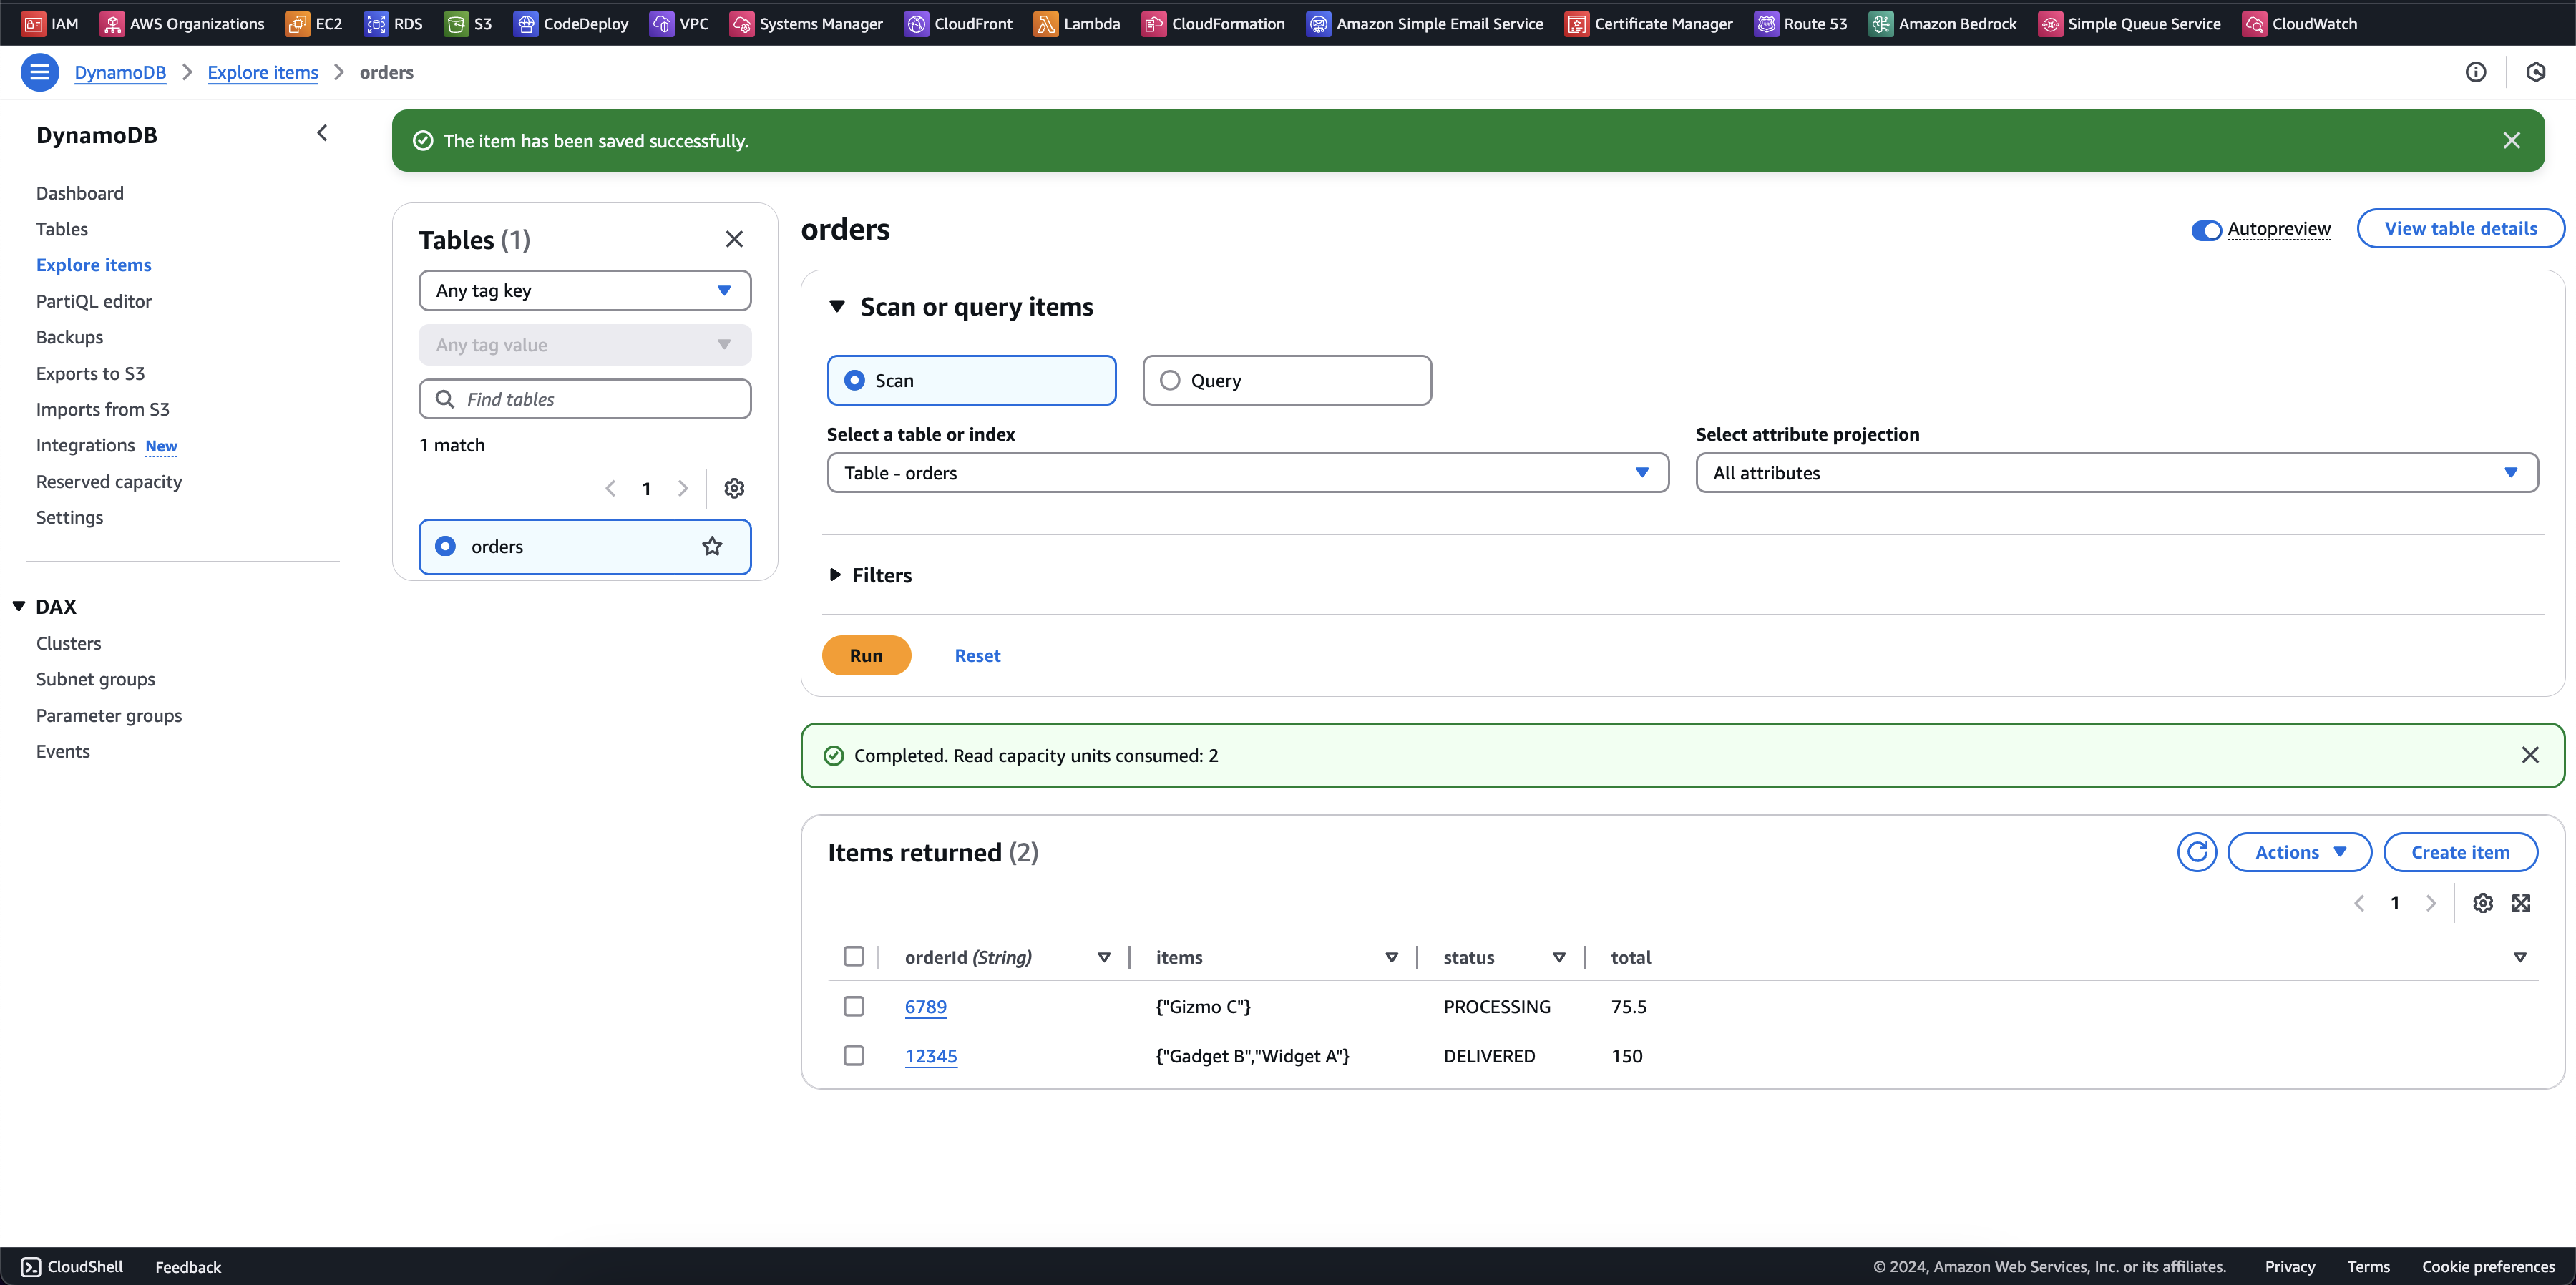 IAM AWS Organizations EC2 RDS S3 CodeDeploy VPC Systems Manager CloudFront Lambda CloudFormation Amazon Simple Email Service Certificate Manager Route 53 Amazon Bedrock Simple Queue Service CloudWatch
DynamoDB Explore items orders
DynamoDB
Dashboard
Tables
Explore items
PartiQL editor
Backups
Exports to S3
Imports from S3
Integrations New
Reserved capacity
Settings
DAX
Clusters
Subnet groups
Parameter groups
Events
The item has been saved successfully.
Tables (1)
Any tag key
Any tag value
Find tables
1 match
1
orders
orders
Autopreview View table details
Scan or query items
Scan Query
Select a table or index Select attribute projection
Table - orders All attributes
Filters
Run Reset
Completed. Read capacity units consumed: 2
Items returned (2)
Actions Create item
1
orderId (String) items status total
6789 {"Gizmo C"} PROCESSING 75.5
12345 {"Gadget B","Widget A"} DELIVERED 150
CloudShell Feedback © 2024, Amazon Web Services, Inc. or its affiliates. Privacy Terms Cookie preferences